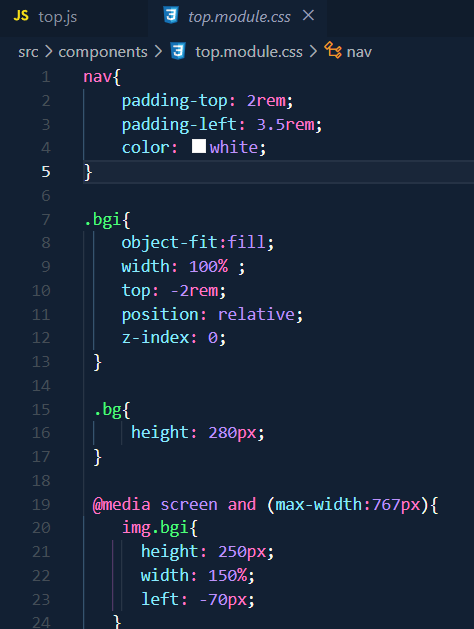 JS top.js top.module.css
src > components > top.module.css > nav
1 nav{
2 padding-top: 2rem;
3 padding-left: 3.5rem;
4 color: white;
5 }
6
7 .bgi{
8 object-fit:fill;
9 width: 100% ;
10 top: -2rem;
11 position: relative;
12 z-index: 0;
13 }
14
15 .bg{
16 height: 280px;
17 }
18
19 @media screen and (max-width:767px){
20 img.bgi{
21 height: 250px;
22 width: 150%;
23 left: -70px;
24 }